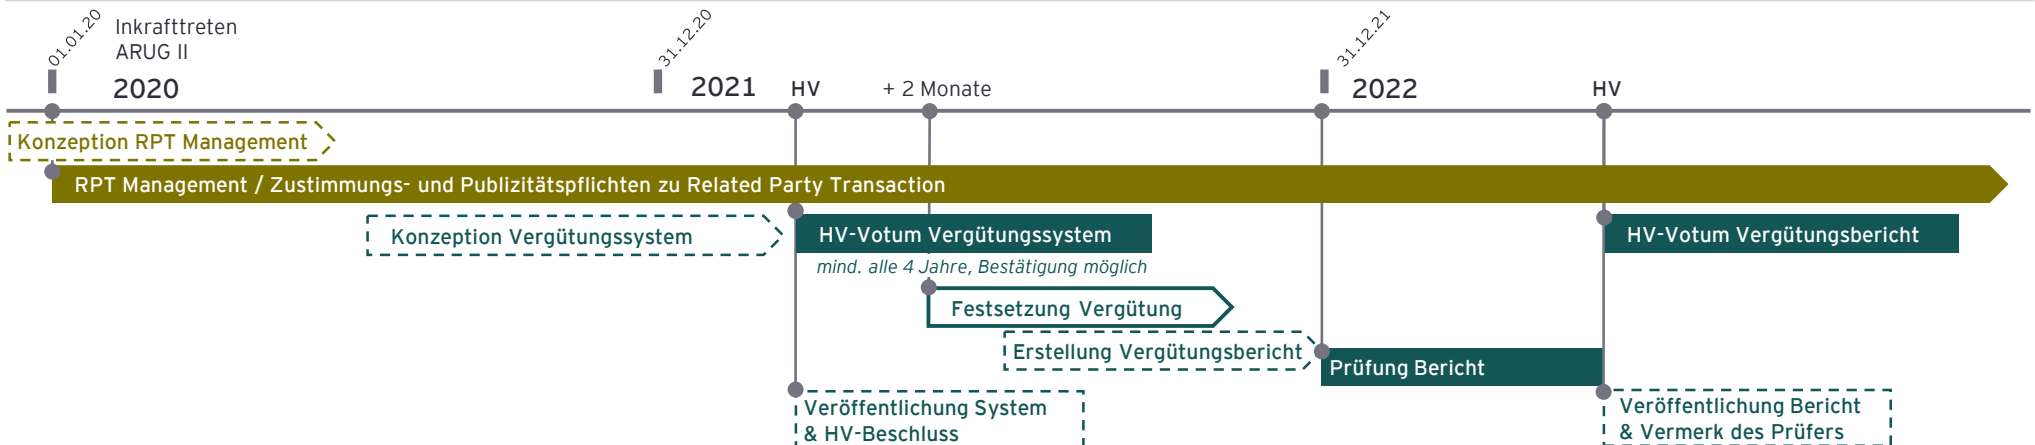 01.01.20
Inkrafttreten
ARUG II
2020
31.12.20
2021
HV
+ 2 Monate
31.12.21
2022
HV
Konzeption RPT Management
RPT Management / Zustimmungs- und Publizitätspflichten zu Related Party Transaction
Konzeption Vergütungssystem
HV-Votum Vergütungssystem
HV-Votum Vergütungsbericht
mind. alle 4 Jahre, Bestätigung möglich
Festsetzung Vergütung
Erstellung Vergütungsbericht
Prüfung Bericht
Veröffentlichung System
& HV-Beschluss
Veröffentlichung Bericht
& Vermerk des Prüfers